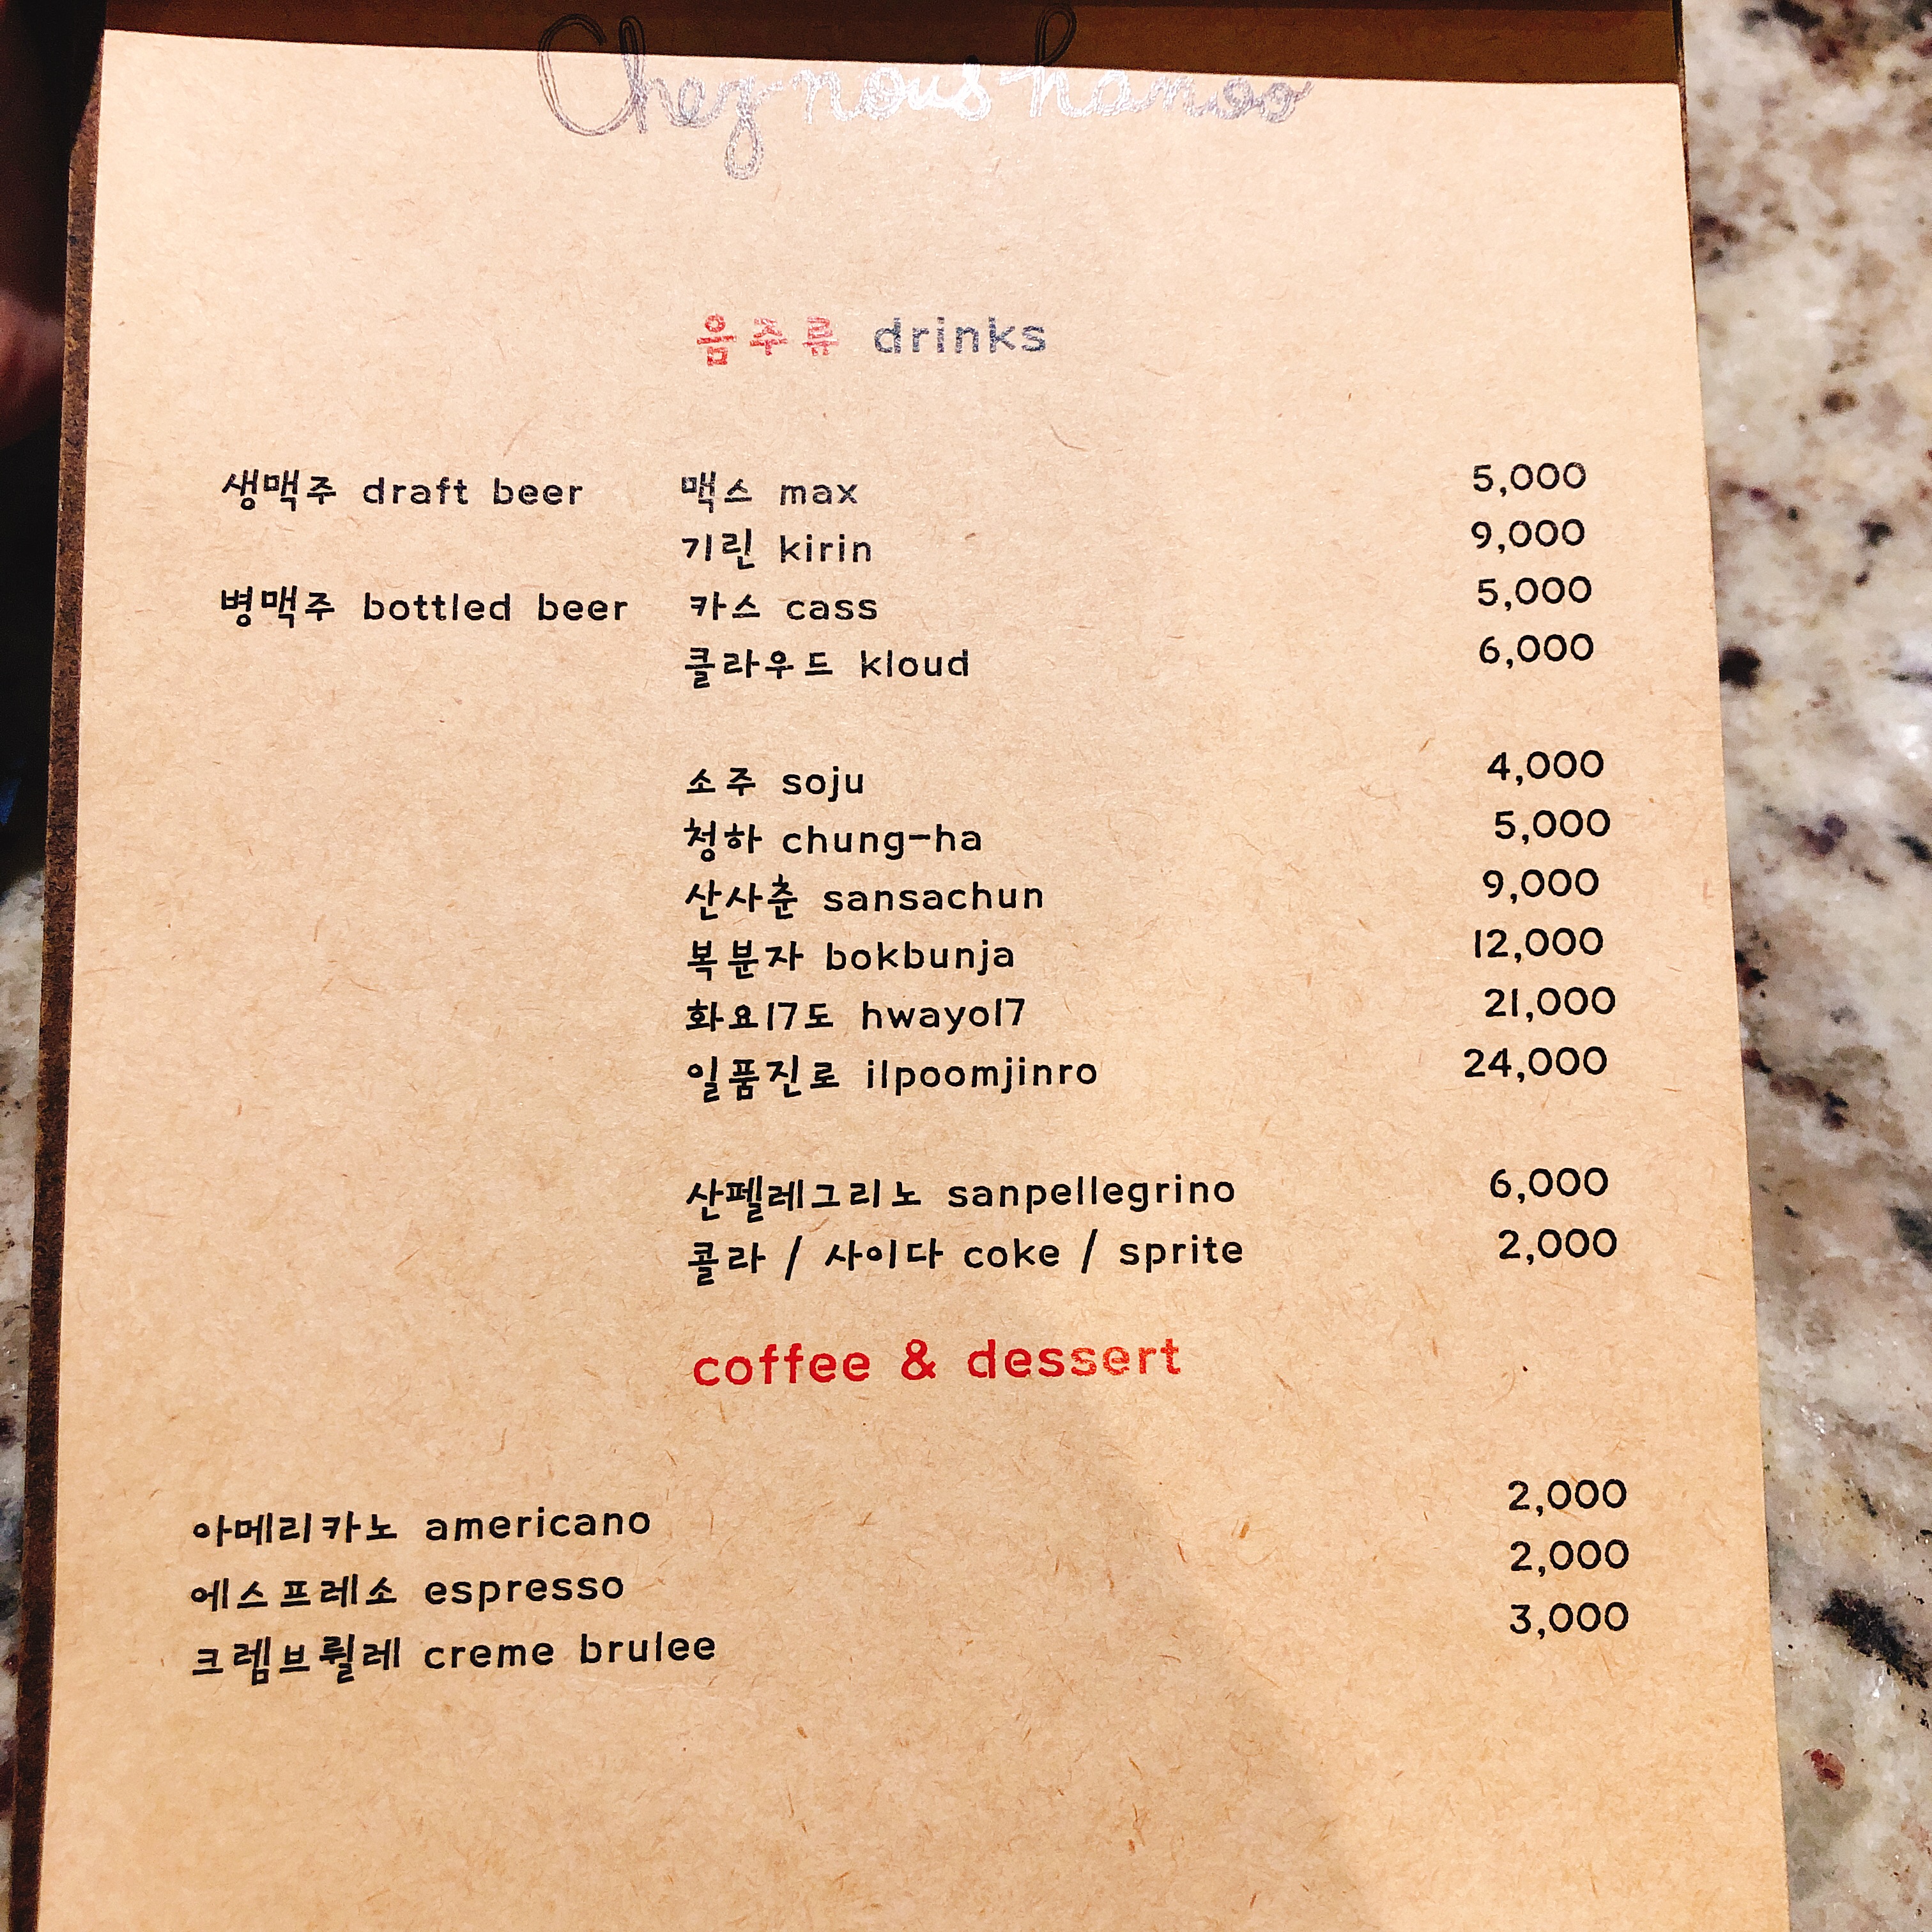 Chez nous hanoo
음주류 drinks
생맥주 draft beer 맥스 max 5,000
기린 kirin 9,000
병맥주 bottled beer 카스 cass 5,000
클라우드 kloud 6,000
소주 soju 4,000
청하 chung-ha 5,000
산사춘 sansachun 9,000
복분자 bokbunja 12,000
화요17도 hwayo17 21,000
일품진로 ilpoomjinro 24,000
산펠레그리노 sanpellegrino 6,000
콜라 / 사이다 coke / sprite 2,000
coffee & dessert
아메리카노 americano 2,000
에스프레소 espresso 2,000
크렘브륄레 creme brulee 3,000